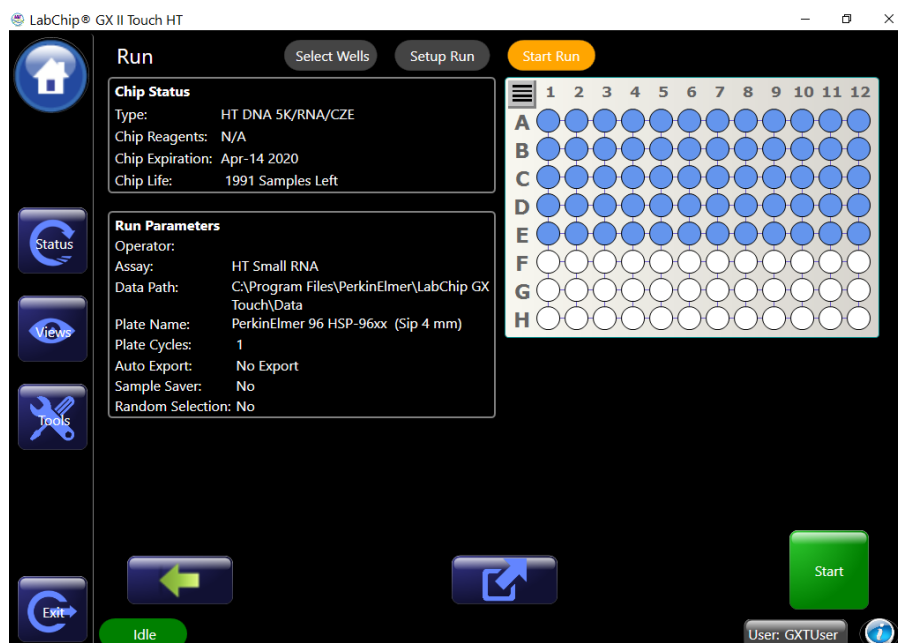 LabChip® GX II Touch HT
Run
Select Wells
Setup Run
Start Run
Chip Status
Type: HT DNA 5K/RNA/CZE
Chip Reagents: N/A
Chip Expiration: Apr-14 2020
Chip Life: 1991 Samples Left
1 2 3 4 5 6 7 8 9 10 11 12
A
B
C
D
E
F
G
H
Run Parameters
Operator:
Assay: HT Small RNA
Data Path: C:\Program Files\PerkinElmer\LabChip GX
Touch\Data
Plate Name: PerkinElmer 96 HSP-96xx (Sip 4 mm)
Plate Cycles: 1
Auto Export: No Export
Sample Saver: No
Random Selection: No
Status
Views
Tools
Exit
Start
Idle
User: GXTUser